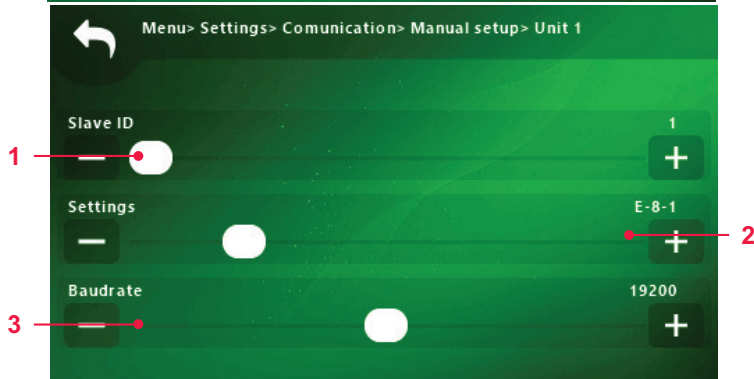 Menu> Settings> Comunication> Manual setup> Unit 1
Slave ID 1
1
− +
Settings E-8-1
2
− +
Baudrate 19200
3
− +